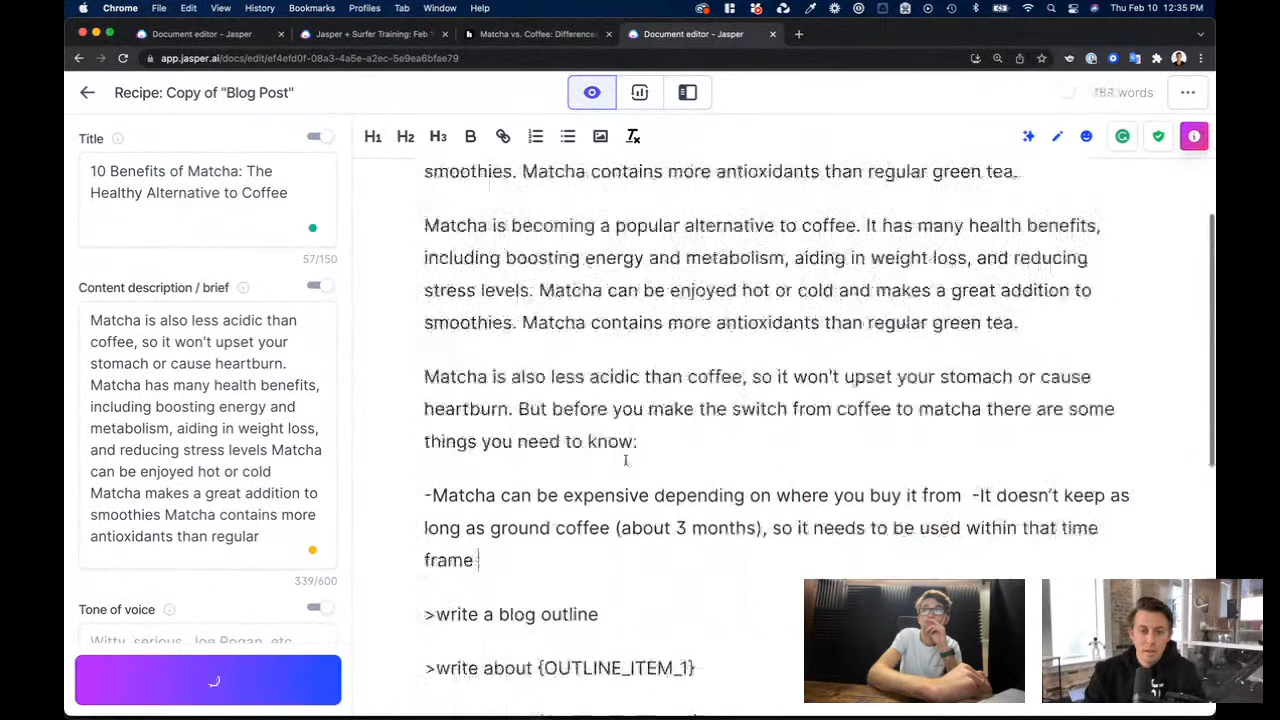 Chrome File Edit View History Bookmarks Profiles Tab Window Help
Thu Feb 10 12:35 PM
Document editor - Jasper
Jasper + Surfer Training: Feb
Matcha vs. Coffee: Difference
Document editor - Jasper
app.jasper.ai/docs/edit/ef4efd0f-08a3-4a5e-a2ec-5e9ea6bfae79
Recipe: Copy of "Blog Post"
words
H1 H2 H3 B
Title
10 Benefits of Matcha: The
Healthy Alternative to Coffee
57/150
Content description / brief
Matcha is also less acidic than
coffee, so it won't upset your
stomach or cause heartburn.
Matcha has many health benefits,
including boosting energy and
metabolism, aiding in weight loss,
and reducing stress levels Matcha
can be enjoyed hot or cold
Matcha makes a great addition to
smoothies Matcha contains more
antioxidants than regular
339/600
Tone of voice
Witty, serious, Joe Rogan, etc
smoothies. Matcha contains more antioxidants than regular green tea.
Matcha is becoming a popular alternative to coffee. It has many health benefits,
including boosting energy and metabolism, aiding in weight loss, and reducing
stress levels. Matcha can be enjoyed hot or cold and makes a great addition to
smoothies. Matcha contains more antioxidants than regular green tea.
Matcha is also less acidic than coffee, so it won't upset your stomach or cause
heartburn. But before you make the switch from coffee to matcha there are some
things you need to know:
-Matcha can be expensive depending on where you buy it from -It doesn't keep as
long as ground coffee (about 3 months), so it needs to be used within that time
frame
>write a blog outline
>write about {OUTLINE_ITEM_1}